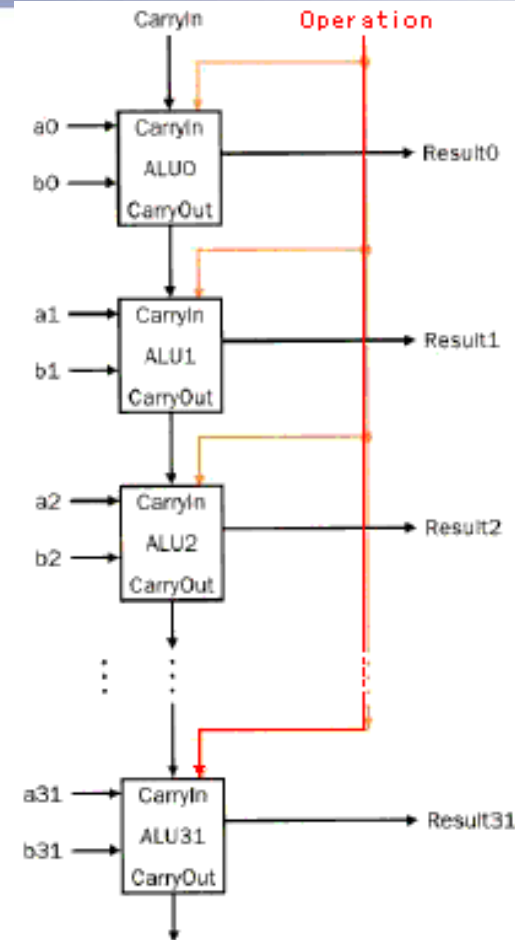 CarryIn Operation
a0 CarryIn
Result0
ALU0
b0
CarryOut
a1 CarryIn
Result1
ALU1
b1
CarryOut
a2 CarryIn
Result2
ALU2
b2
CarryOut
a31 CarryIn
Result31
ALU31
b31
CarryOut